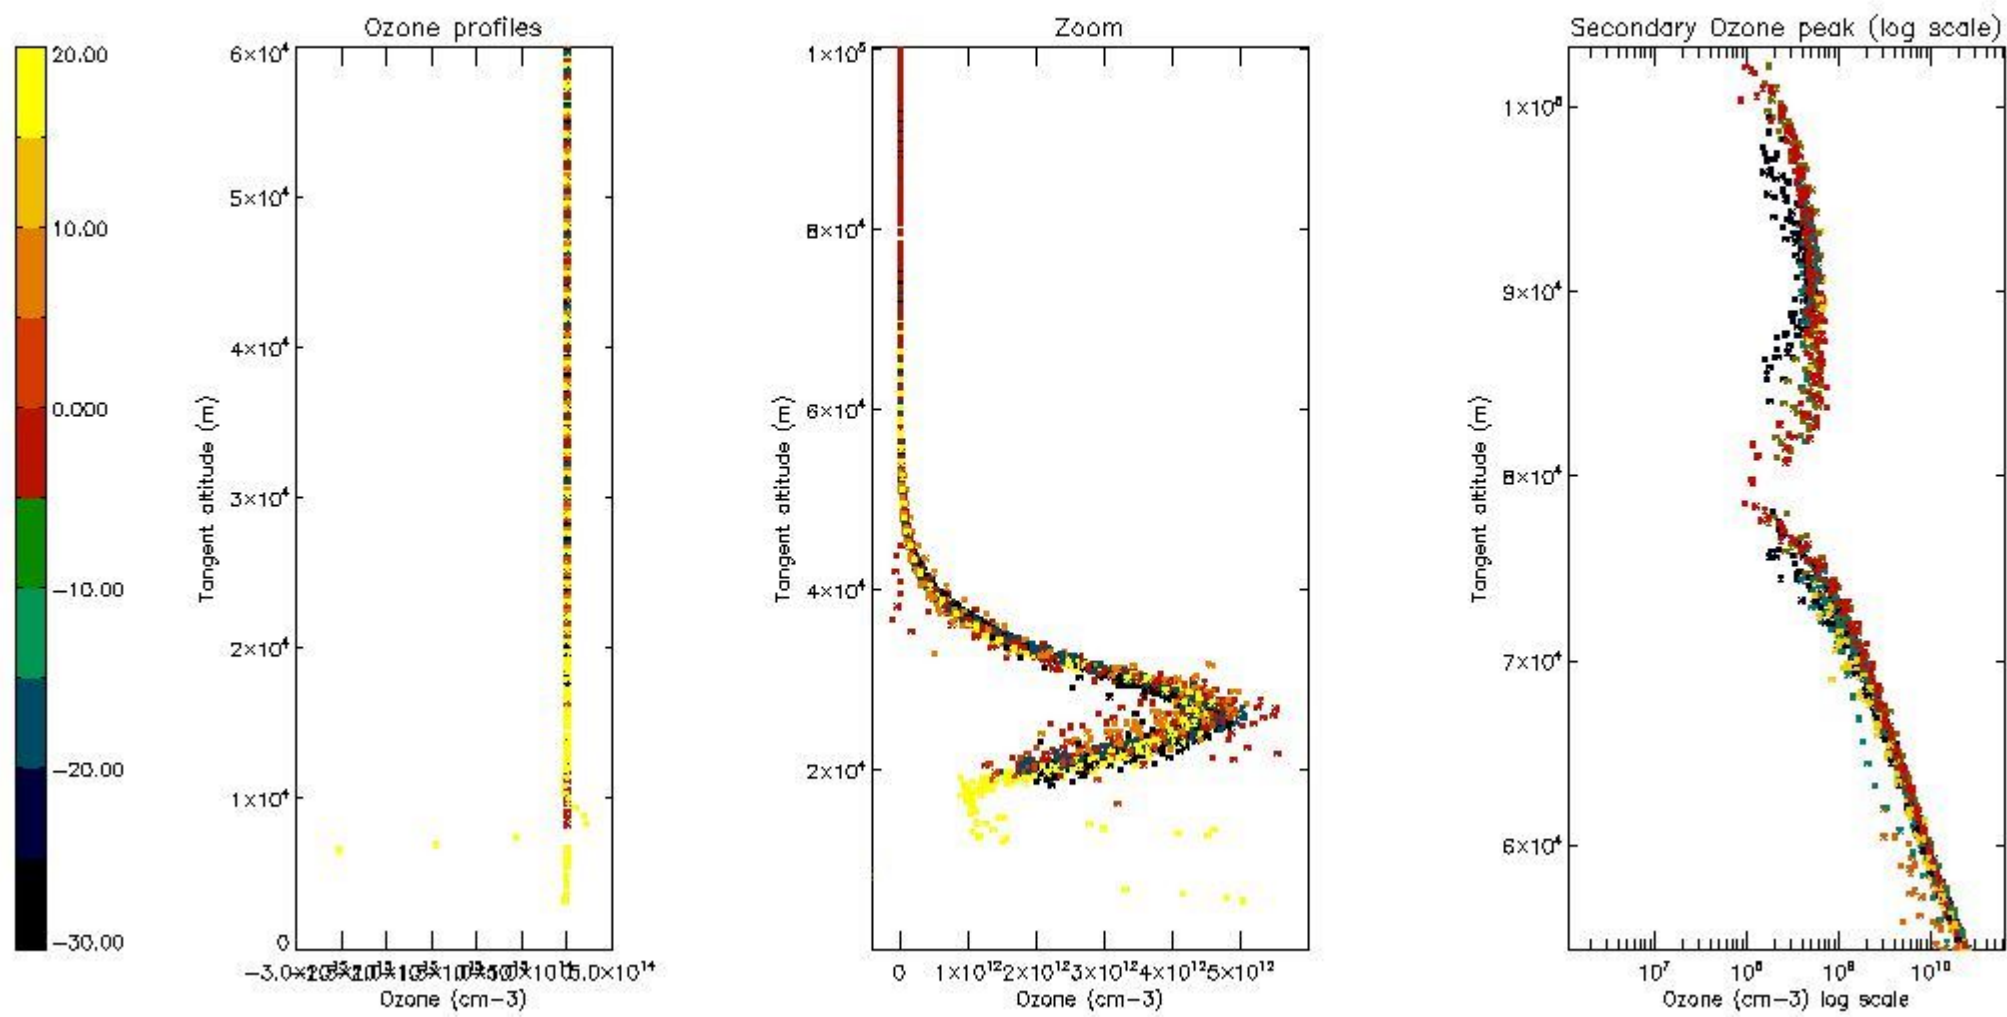 Ozone profiles
Zoom
Secondary Ozone peak (log scale)
20.00
10.00
0.000
−10.00
−20.00
−30.00
6×10⁴
5×10⁴
4×10⁴
3×10⁴
2×10⁴
1×10⁴
0
Tangent altitude (m)
5.0×10¹⁴
Ozone (cm−3)
1×10⁵
8×10⁴
6×10⁴
4×10⁴
2×10⁴
Tangent altitude (m)
0 1×10¹² 2×10¹² 3×10¹² 4×10¹² 5×10¹²
Ozone (cm−3)
1×10⁵
9×10⁴
8×10⁴
7×10⁴
6×10⁴
Tangent altitude (m)
10⁷ 10⁸ 10⁹ 10¹⁰
Ozone (cm−3) log scale